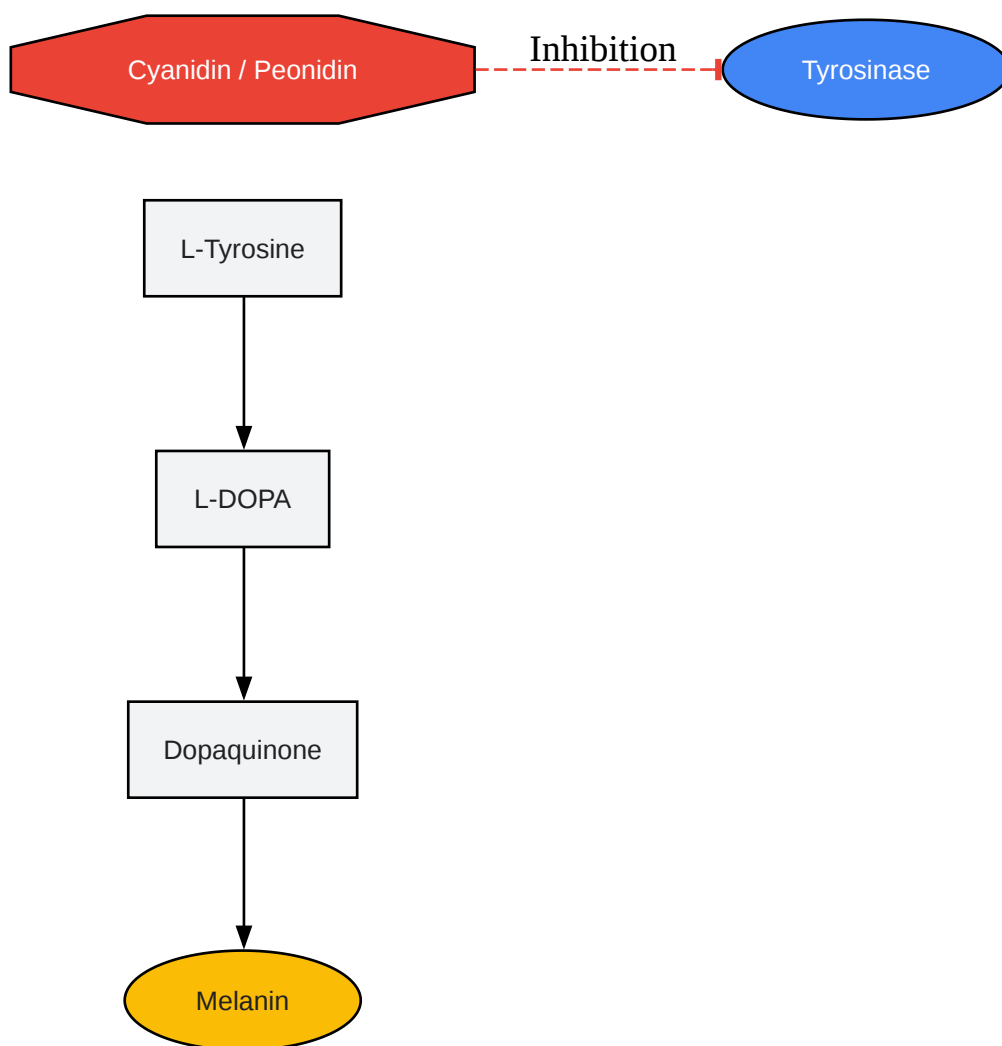 Cyanidin / Peonidin
Inhibition
Tyrosinase
L-Tyrosine
L-DOPA
Dopaquinone
Melanin